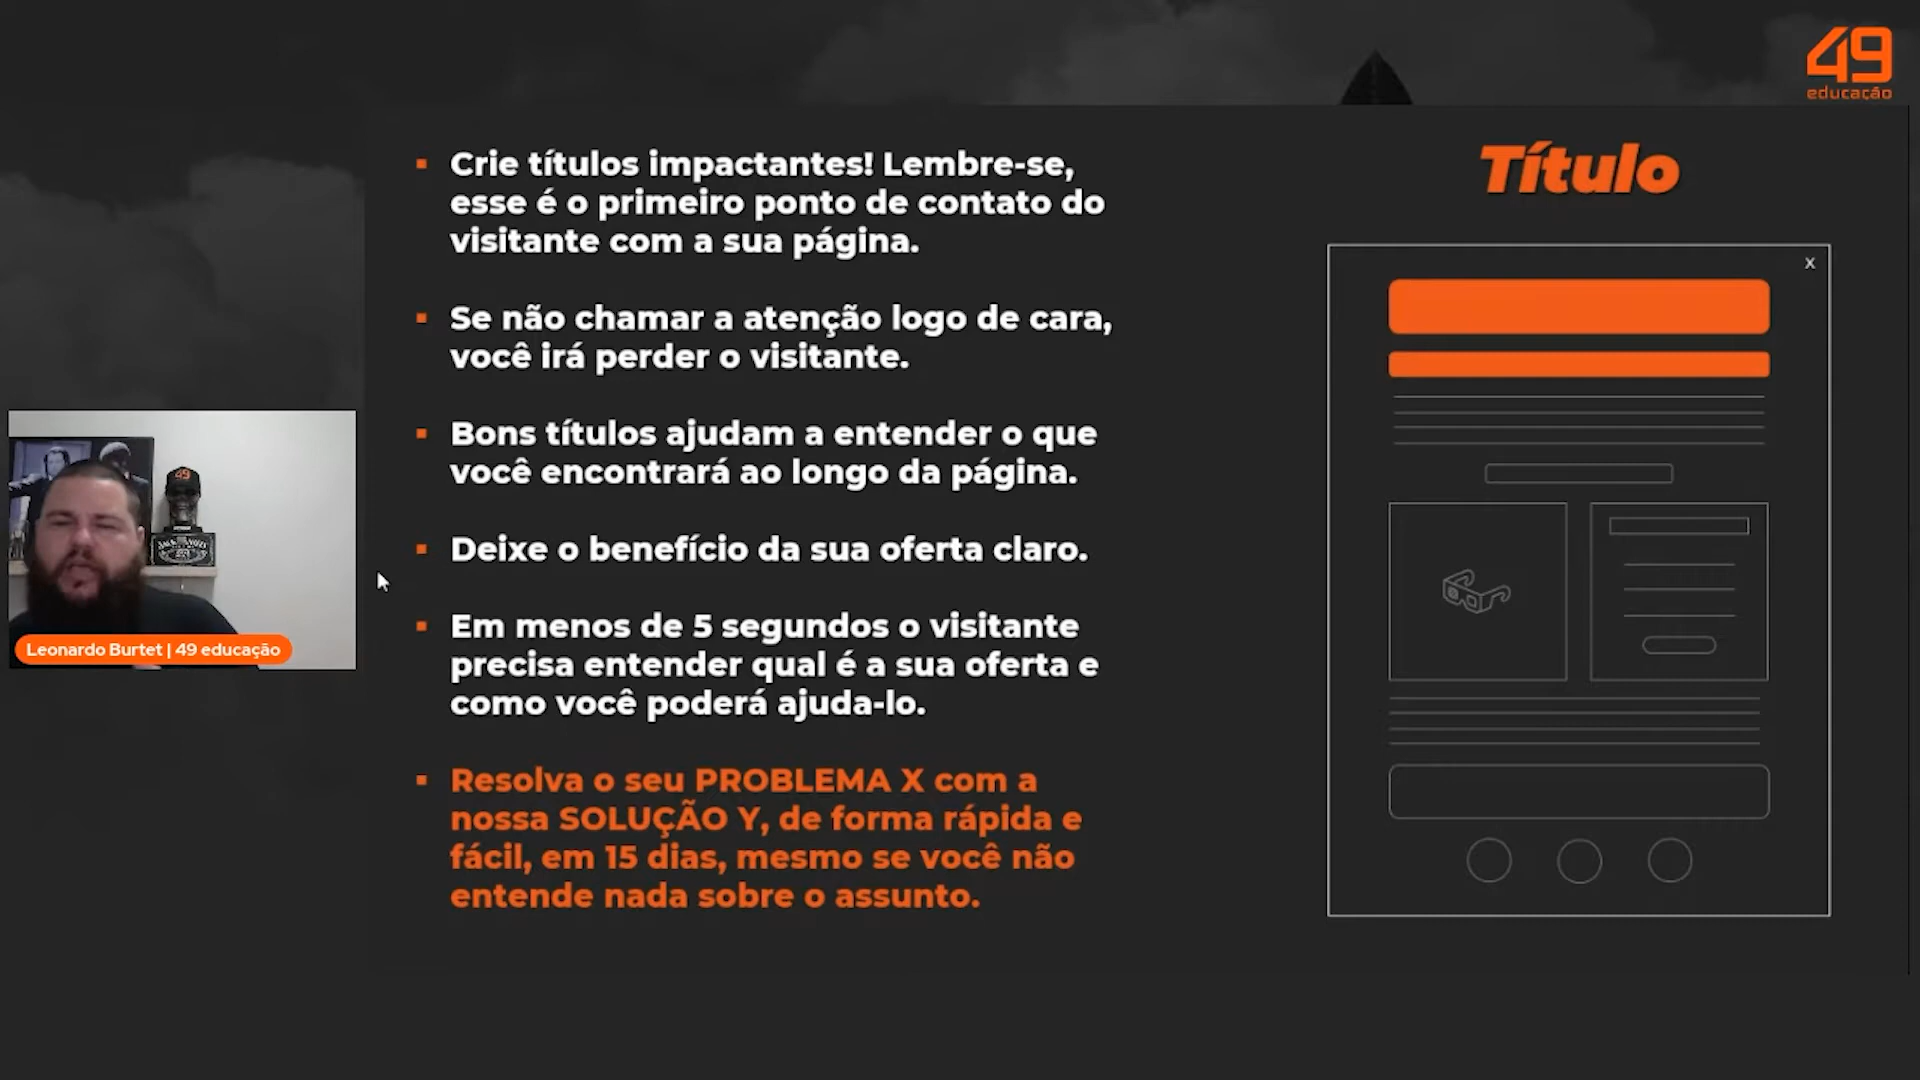 49
educação
Título
▪ Crie títulos impactantes! Lembre-se,
esse é o primeiro ponto de contato do
visitante com a sua página.
▪ Se não chamar a atenção logo de cara,
você irá perder o visitante.
▪ Bons títulos ajudam a entender o que
você encontrará ao longo da página.
▪ Deixe o benefício da sua oferta claro.
▪ Em menos de 5 segundos o visitante
precisa entender qual é a sua oferta e
como você poderá ajuda-lo.
▪ Resolva o seu PROBLEMA X com a
nossa SOLUÇÃO Y, de forma rápida e
fácil, em 15 dias, mesmo se você não
entende nada sobre o assunto.
X
49
Leonardo Burtet | 49 educação